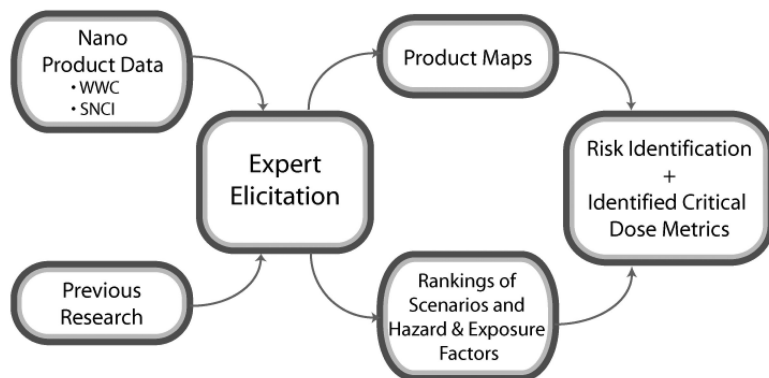 Nano
Product Data
• WWC
• SNCI
Product Maps
Expert
Elicitation
Risk Identification
+
Identified Critical
Dose Metrics
Previous
Research
Rankings of
Scenarios and
Hazard & Exposure
Factors